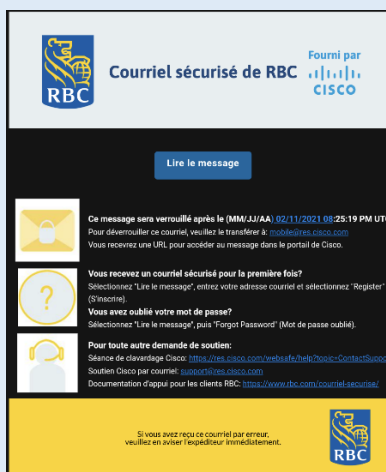 RBC
Courriel sécurisé de RBC
Fourni par
CISCO
Lire le message
Ce message sera verrouillé après le (MM/JJ/AA) 02/11/2021 08:25:19 PM UT
Pour déverrouiller ce courriel, veuillez le transférer à: mobile@res.cisco.com
Vous recevrez une URL pour accéder au message dans le portail de Cisco.
Vous recevez un courriel sécurisé pour la première fois?
Sélectionnez "Lire le message", entrez votre adresse courriel et sélectionnez "Register"
(S'inscrire).
Vous avez oublié votre mot de passe?
Sélectionnez "Lire le message", puis "Forgot Password" (Mot de passe oublié).
Pour toute autre demande de soutien:
Séance de clavardage Cisco: https://res.cisco.com/websafe/help?topic=ContactSuppo
Soutien Cisco par courriel: support@res.cisco.com
Documentation d'appui pour les clients RBC: https://www.rbc.com/courriel-securise/
Si vous avez reçu ce courriel par erreur,
veuillez en aviser l'expéditeur immédiatement.
RBC